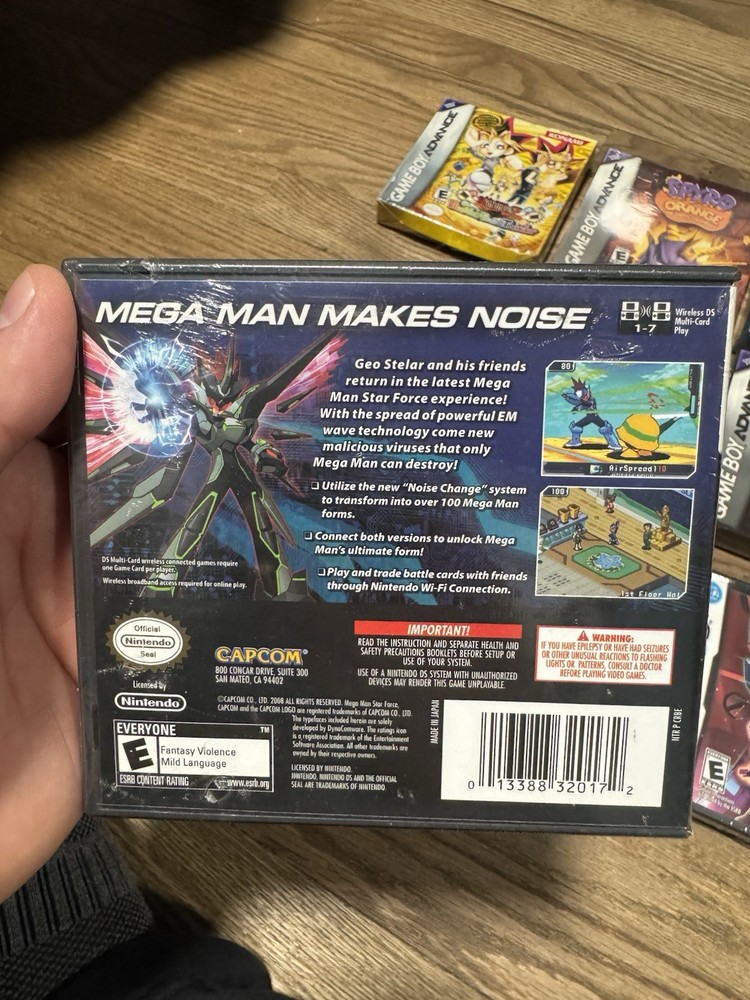 GAME BOY ADVANCE
KONAMI
E
GAME BOY ADVANCE
SPYRO
ORANGE
E
MEGA MAN MAKES NOISE
1-7
Wireless DS
Multi-Card
Play
Geo Stelar and his friends
return in the latest Mega
Man Star Force experience!
With the spread of powerful EM
wave technology come new
malicious viruses that only
Mega Man can destroy!
❑ Utilize the new "Noise Change" system
to transform into over 100 Mega Man
forms.
❑ Connect both versions to unlock Mega
Man's ultimate form!
❑ Play and trade battle cards with friends
through Nintendo Wi-Fi Connection.
80
AirSpread1 10
100
1st Floor Hal
DS Multi-Card wireless connected games require
one Game Card per player.
Wireless broadband access required for online play.
Official
Nintendo
Seal
Licensed by
Nintendo
CAPCOM®
800 CONCAR DRIVE, SUITE 300
SAN MATEO, CA 94402
IMPORTANT!
READ THE INSTRUCTION AND SEPARATE HEALTH AND
SAFETY PRECAUTIONS BOOKLETS BEFORE SETUP OR
USE OF YOUR SYSTEM.
USE OF A NINTENDO DS SYSTEM WITH UNAUTHORIZED
DEVICES MAY RENDER THIS GAME UNPLAYABLE.
WARNING:
IF YOU HAVE EPILEPSY OR HAVE HAD SEIZURES
OR OTHER UNUSUAL REACTIONS TO FLASHING
LIGHTS OR PATTERNS, CONSULT A DOCTOR
BEFORE PLAYING VIDEO GAMES.
©CAPCOM CO., LTD. 2008 ALL RIGHTS RESERVED. Mega Man Star Force,
CAPCOM and the CAPCOM LOGO are registered trademarks of CAPCOM CO., LTD.
The typefaces included herein are solely
developed by DynaComware. The ratings icon
is a registered trademark of the Entertainment
Software Association. All other trademarks are
owned by their respective owners.
LICENSED BY NINTENDO.
NINTENDO, NINTENDO DS AND THE OFFICIAL
SEAL ARE TRADEMARKS OF NINTENDO.
EVERYONE ™
E
Fantasy Violence
Mild Language
ESRB CONTENT RATING www.esrb.org
MADE IN JAPAN
0 13388 32017 2
NTR P CRBE
GAME BOY ADVANCE
EVERYONE
E